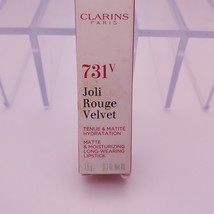 CLARINS
PARIS
731V
Joli
Rouge
Velvet
TENUE & MATITÉ
HYDRATATION
MATTE
& MOISTURIZING
LONG-WEARING
LIPSTICK